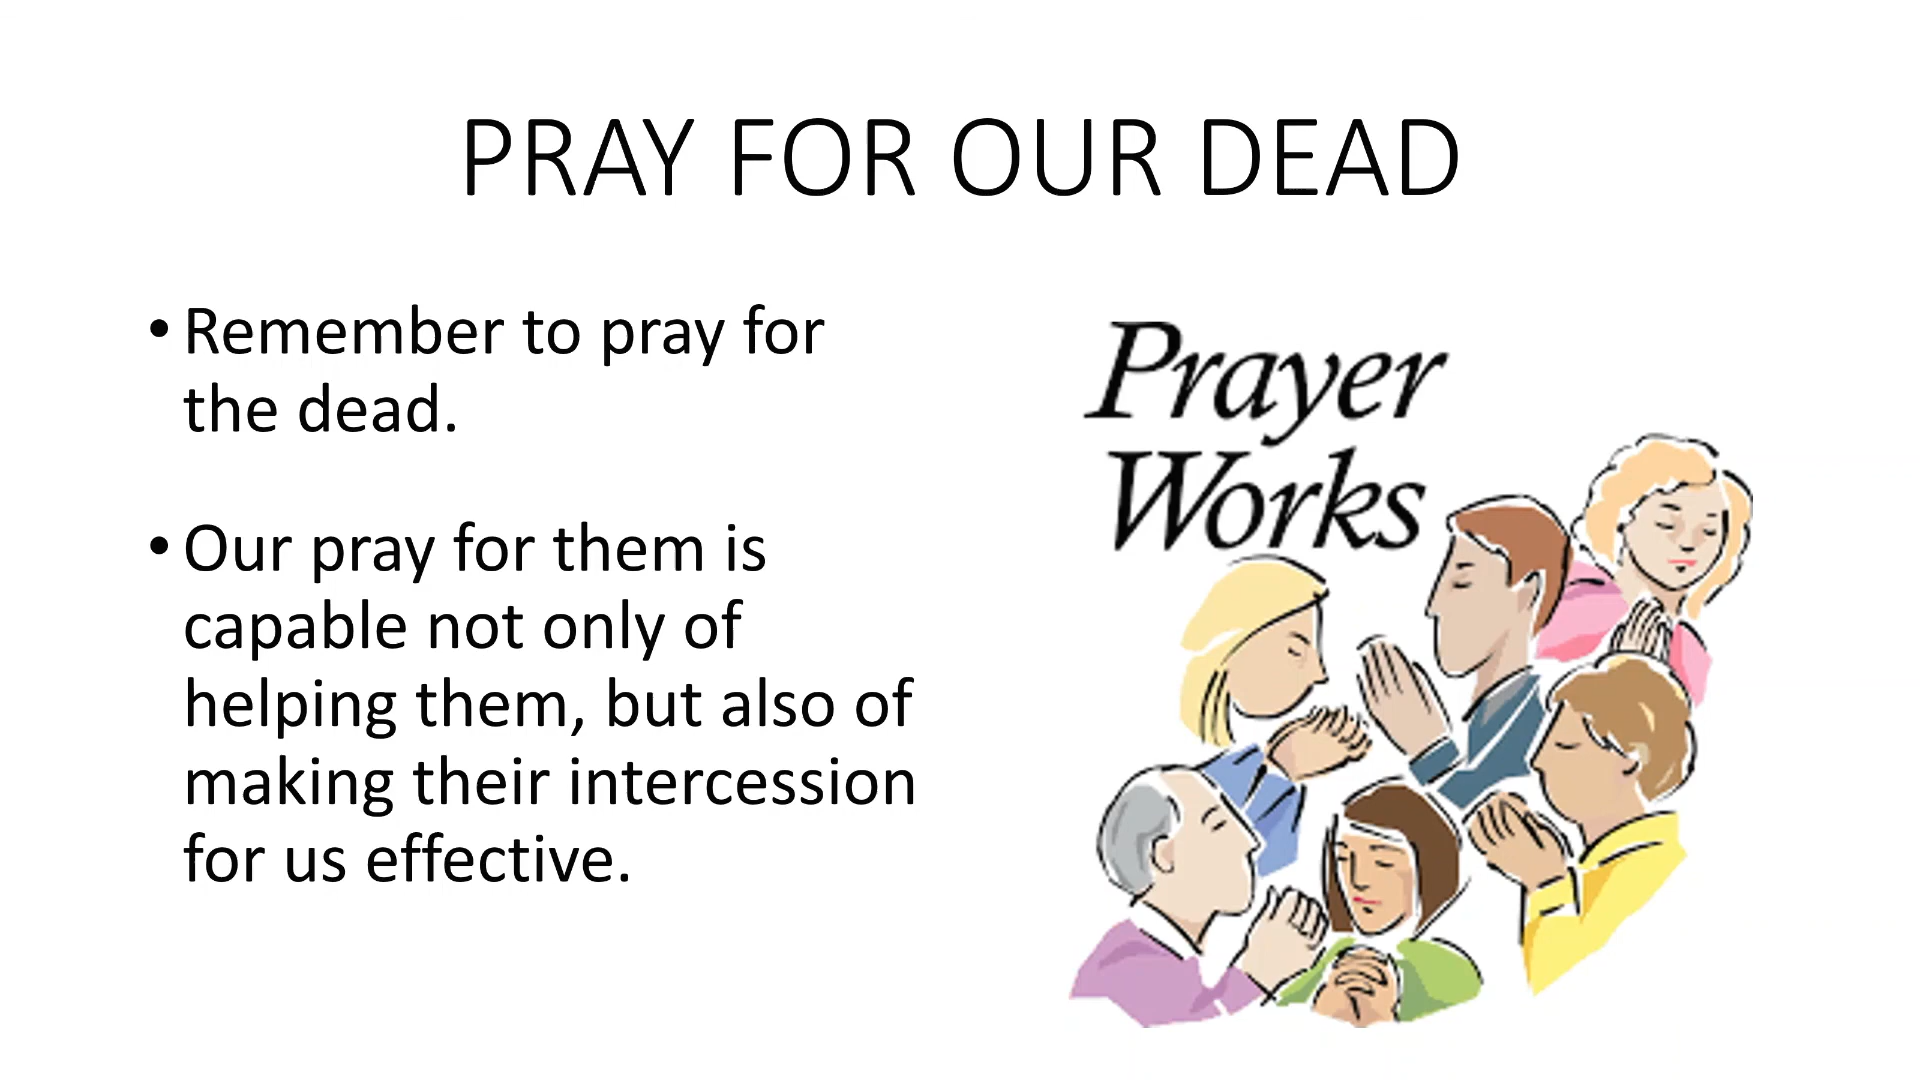 PRAY FOR OUR DEAD
• Remember to pray for
the dead.
• Our pray for them is
capable not only of
helping them, but also of
making their intercession
for us effective.
Prayer
Works